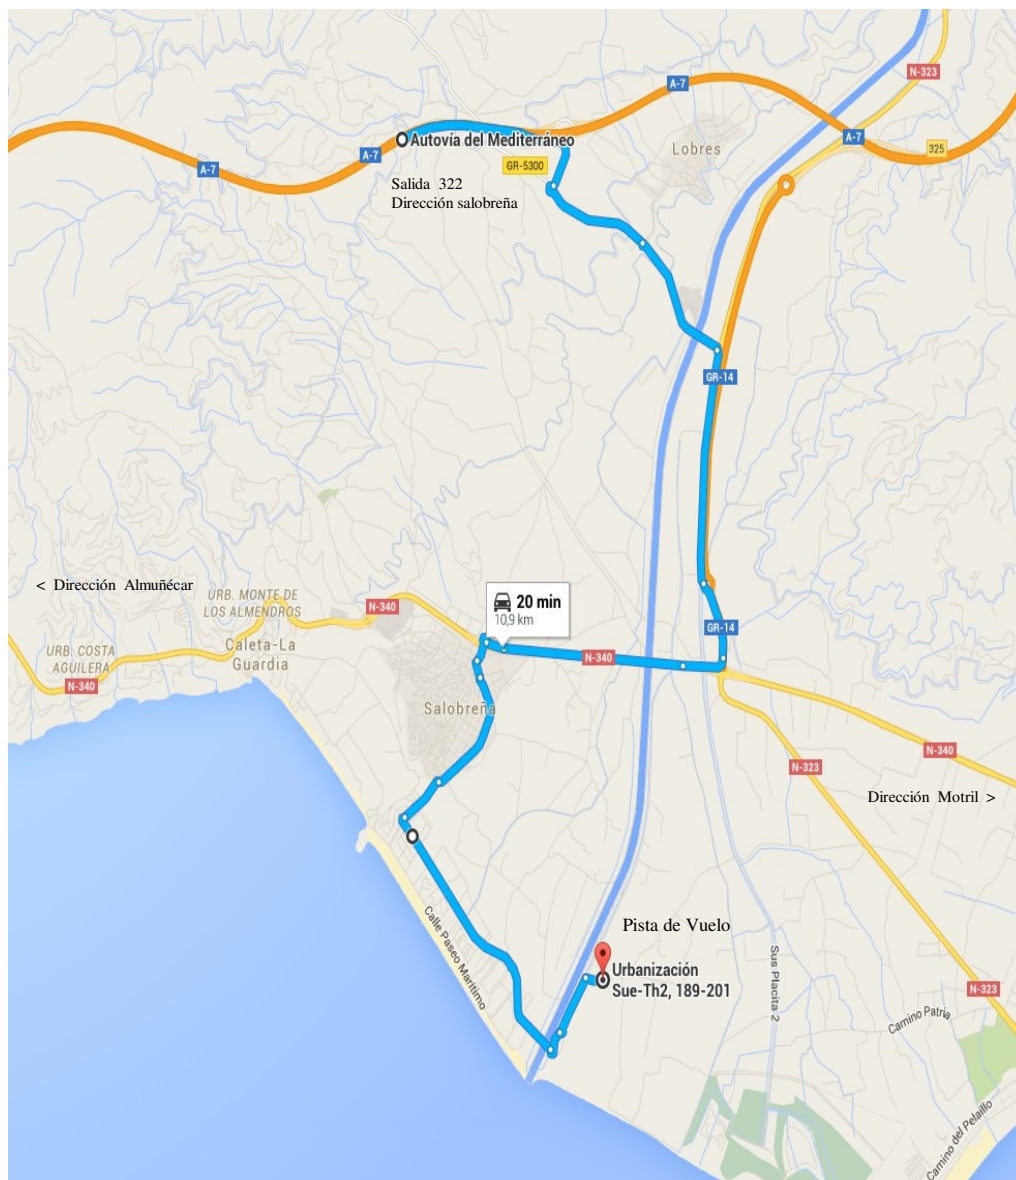 N-323
A-7
A-7
Autovía del Mediterráneo
A-7
325
Lobres
A-7
GR-5300
Salida 322
Dirección salobreña
GR-14
< Dirección Almuñécar
URB. MONTE DE
LOS ALMENDROS
N-340
20 min
10,9 km
GR-14
URB. COSTA
AGUILERA
Caleta-La
Guardia
N-340
N-340
Salobreña
N-340
N-323
Dirección Motril >
Calle Paseo Marítimo
Pista de Vuelo
Urbanización
Sue-Th2, 189-201
Sus Placita 2
N-323
Camino Patria
Camino del Pelaillo